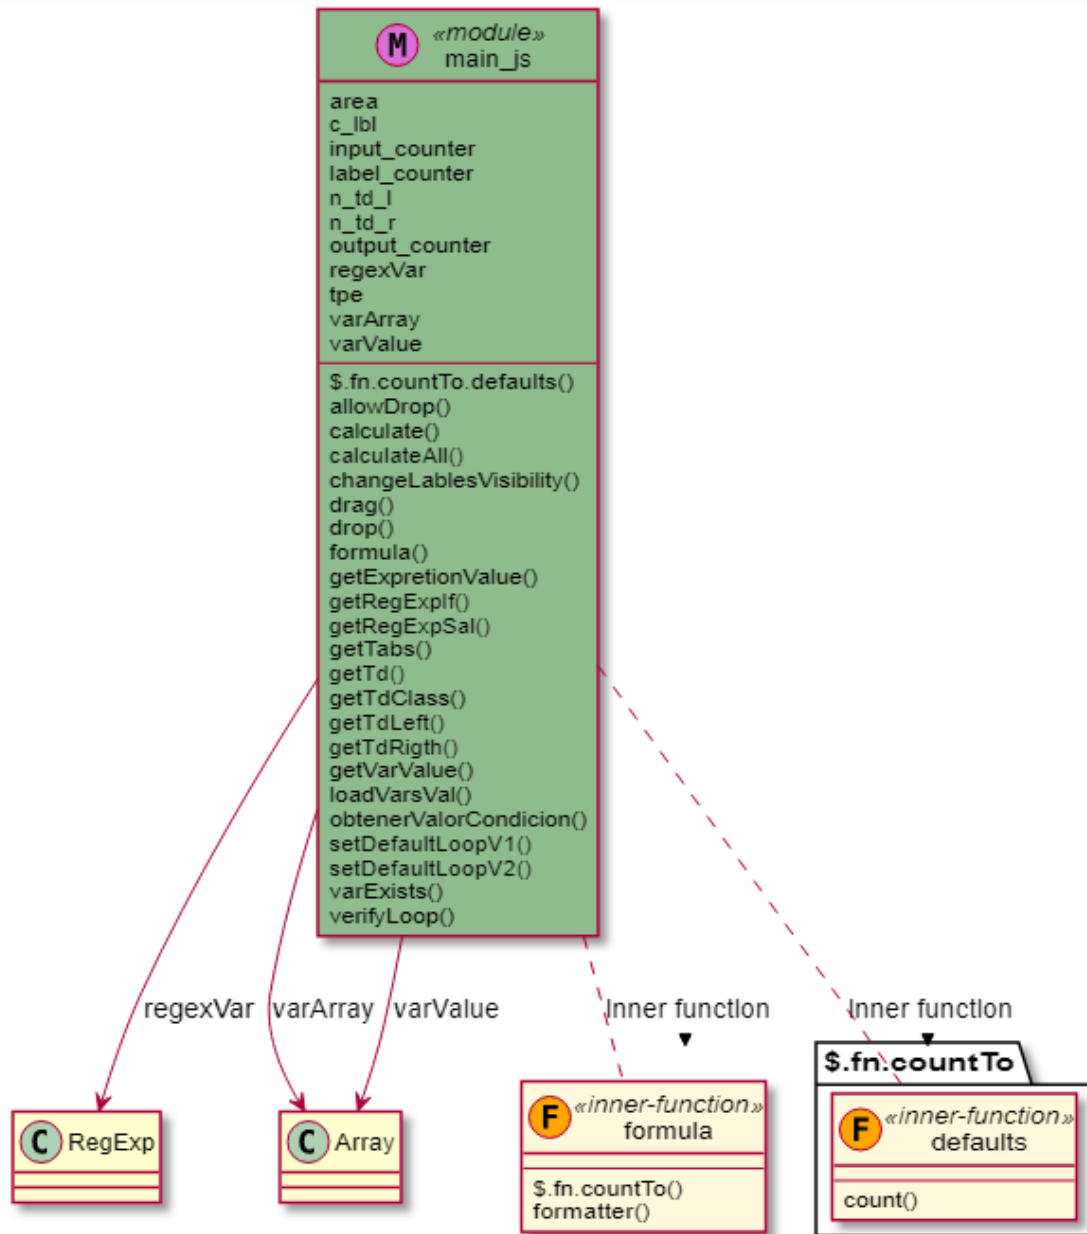 M «module»
main_js
area
c_lbl
input_counter
label_counter
n_td_l
n_td_r
output_counter
regexVar
tpe
varArray
varValue
$.fn.countTo.defaults()
allowDrop()
calculate()
calculateAll()
changeLablesVisibility()
drag()
drop()
formula()
getExpretionValue()
getRegExpIf()
getRegExpSal()
getTabs()
getTd()
getTdClass()
getTdLeft()
getTdRigth()
getVarValue()
loadVarsVal()
obtenerValorCondicion()
setDefaultLoopV1()
setDefaultLoopV2()
varExists()
verifyLoop()
regexVar
varArray
varValue
Inner function
Inner function
$.fn.countTo
C RegExp
C Array
F «inner-function»
formula
$.fn.countTo()
formatter()
F «inner-function»
defaults
count()